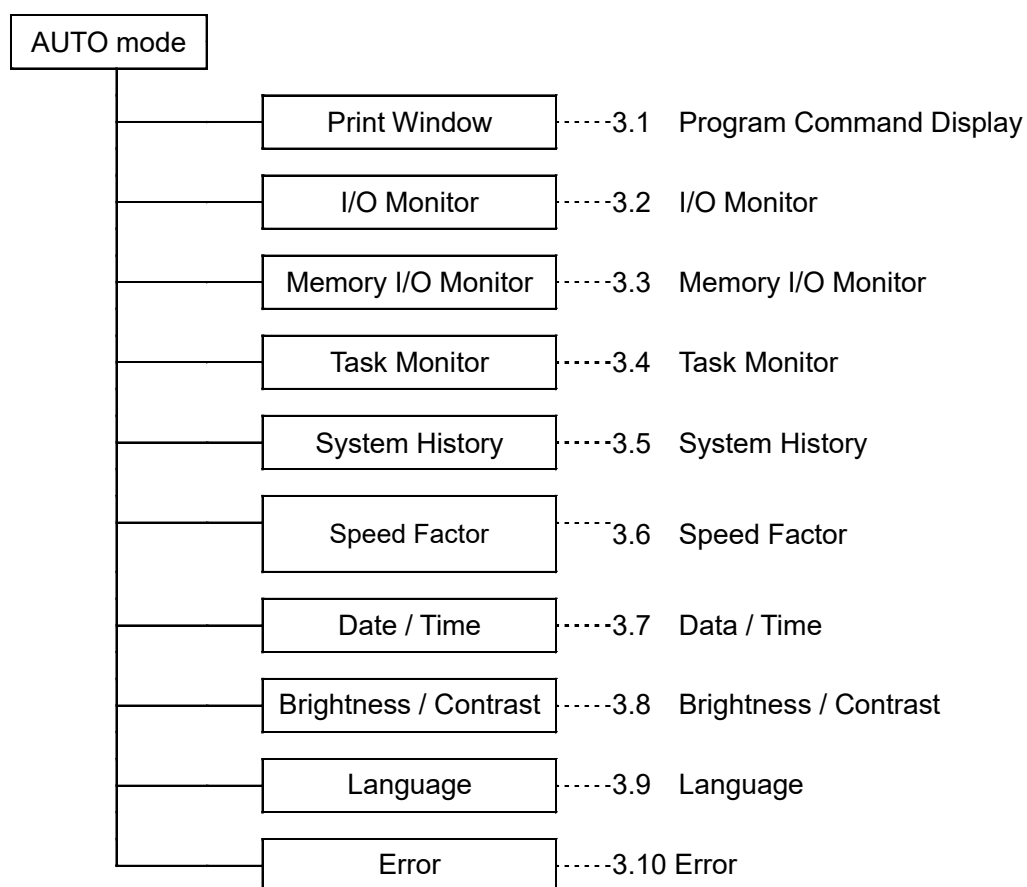 AUTO mode
Print Window 3.1 Program Command Display
I/O Monitor 3.2 I/O Monitor
Memory I/O Monitor 3.3 Memory I/O Monitor
Task Monitor 3.4 Task Monitor
System History 3.5 System History
Speed Factor 3.6 Speed Factor
Date / Time 3.7 Data / Time
Brightness / Contrast 3.8 Brightness / Contrast
Language 3.9 Language
Error 3.10 Error